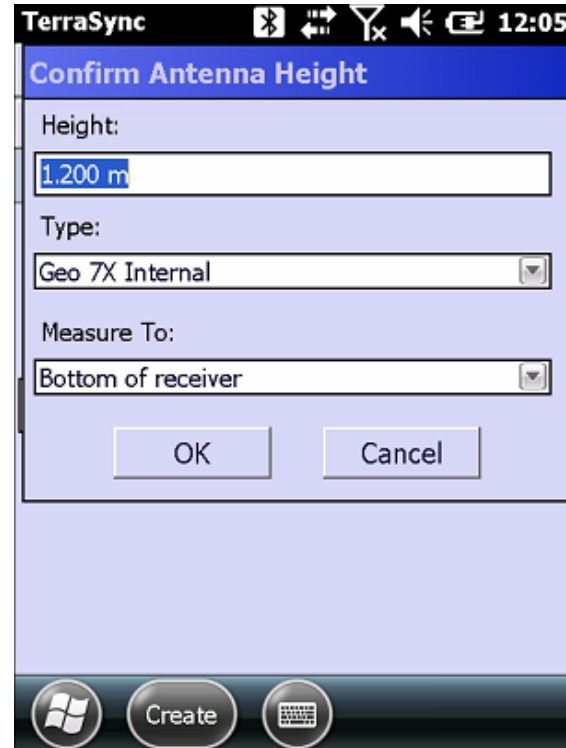 TerraSync 12:05
Confirm Antenna Height
Height:
1.200 m
Type:
Geo 7X Internal
Measure To:
Bottom of receiver
OK Cancel
Create